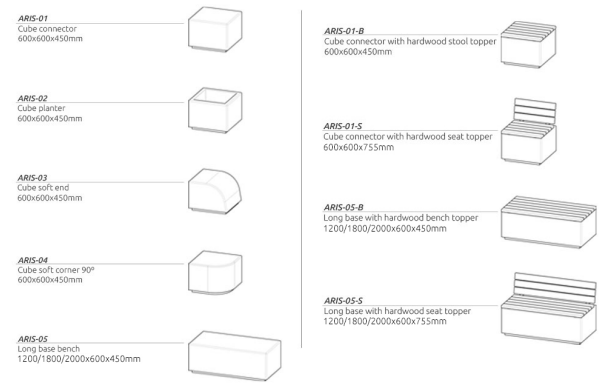 ARIS-01
Cube connector
600x600x450mm
ARIS-02
Cube planter
600x600x450mm
ARIS-03
Cube soft end
600x600x450mm
ARIS-04
Cube soft corner 90º
600x600x450mm
ARIS-05
Long base bench
1200/1800/2000x600x450mm
ARIS-01-B
Cube connector with hardwood stool topper
600x600x450mm
ARIS-01-S
Cube connector with hardwood seat topper
600x600x755mm
ARIS-05-B
Long base with hardwood bench topper
1200/1800/2000x600x450mm
ARIS-05-S
Long base with hardwood seat topper
1200/1800/2000x600x755mm